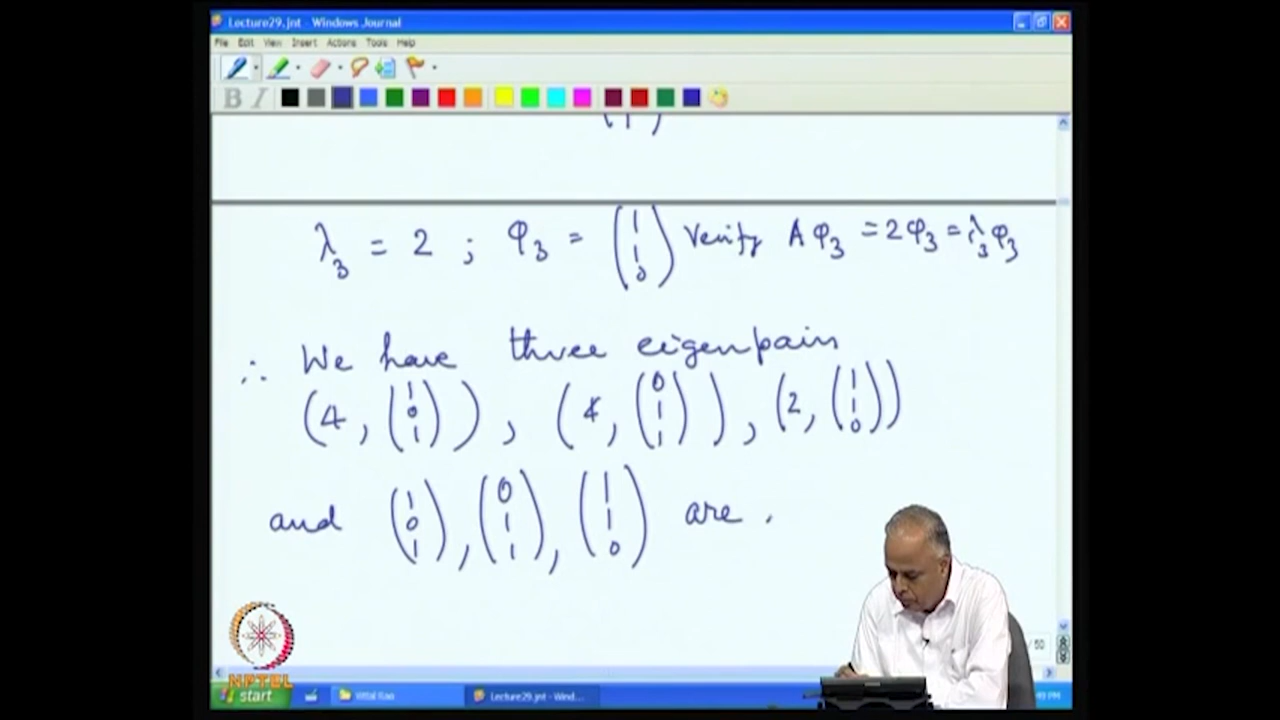 Lecture29.jnt - Windows Journal
File Edit View Insert Actions Tools Help
B I
λ₃ = 2 ; φ₃ = (1 1 0) Verify A φ₃ = 2φ₃ = λ₃φ₃
∴ We have three eigenpairs
(4, (1 0 1)), (4, (0 1 1)), (2, (1 1 0))
and (1 0 1), (0 1 1), (1 1 0) are
NPTEL
start
Vittal Rao
Lecture29.jnt - Wind...